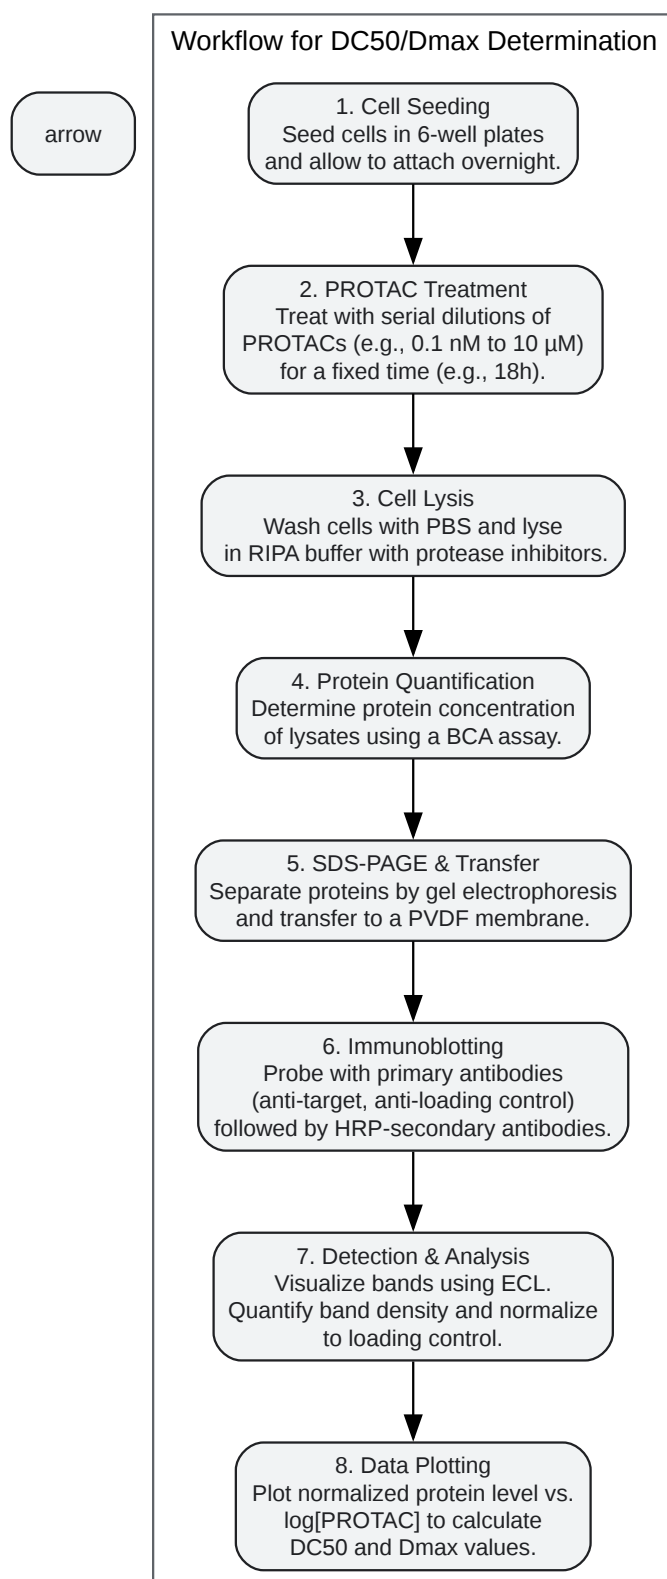 Workflow for DC50/Dmax Determination
arrow
1. Cell Seeding
Seed cells in 6-well plates
and allow to attach overnight.
2. PROTAC Treatment
Treat with serial dilutions of
PROTACs (e.g., 0.1 nM to 10 µM)
for a fixed time (e.g., 18h).
3. Cell Lysis
Wash cells with PBS and lyse
in RIPA buffer with protease inhibitors.
4. Protein Quantification
Determine protein concentration
of lysates using a BCA assay.
5. SDS-PAGE & Transfer
Separate proteins by gel electrophoresis
and transfer to a PVDF membrane.
6. Immunoblotting
Probe with primary antibodies
(anti-target, anti-loading control)
followed by HRP-secondary antibodies.
7. Detection & Analysis
Visualize bands using ECL.
Quantify band density and normalize
to loading control.
8. Data Plotting
Plot normalized protein level vs.
log[PROTAC] to calculate
DC50 and Dmax values.